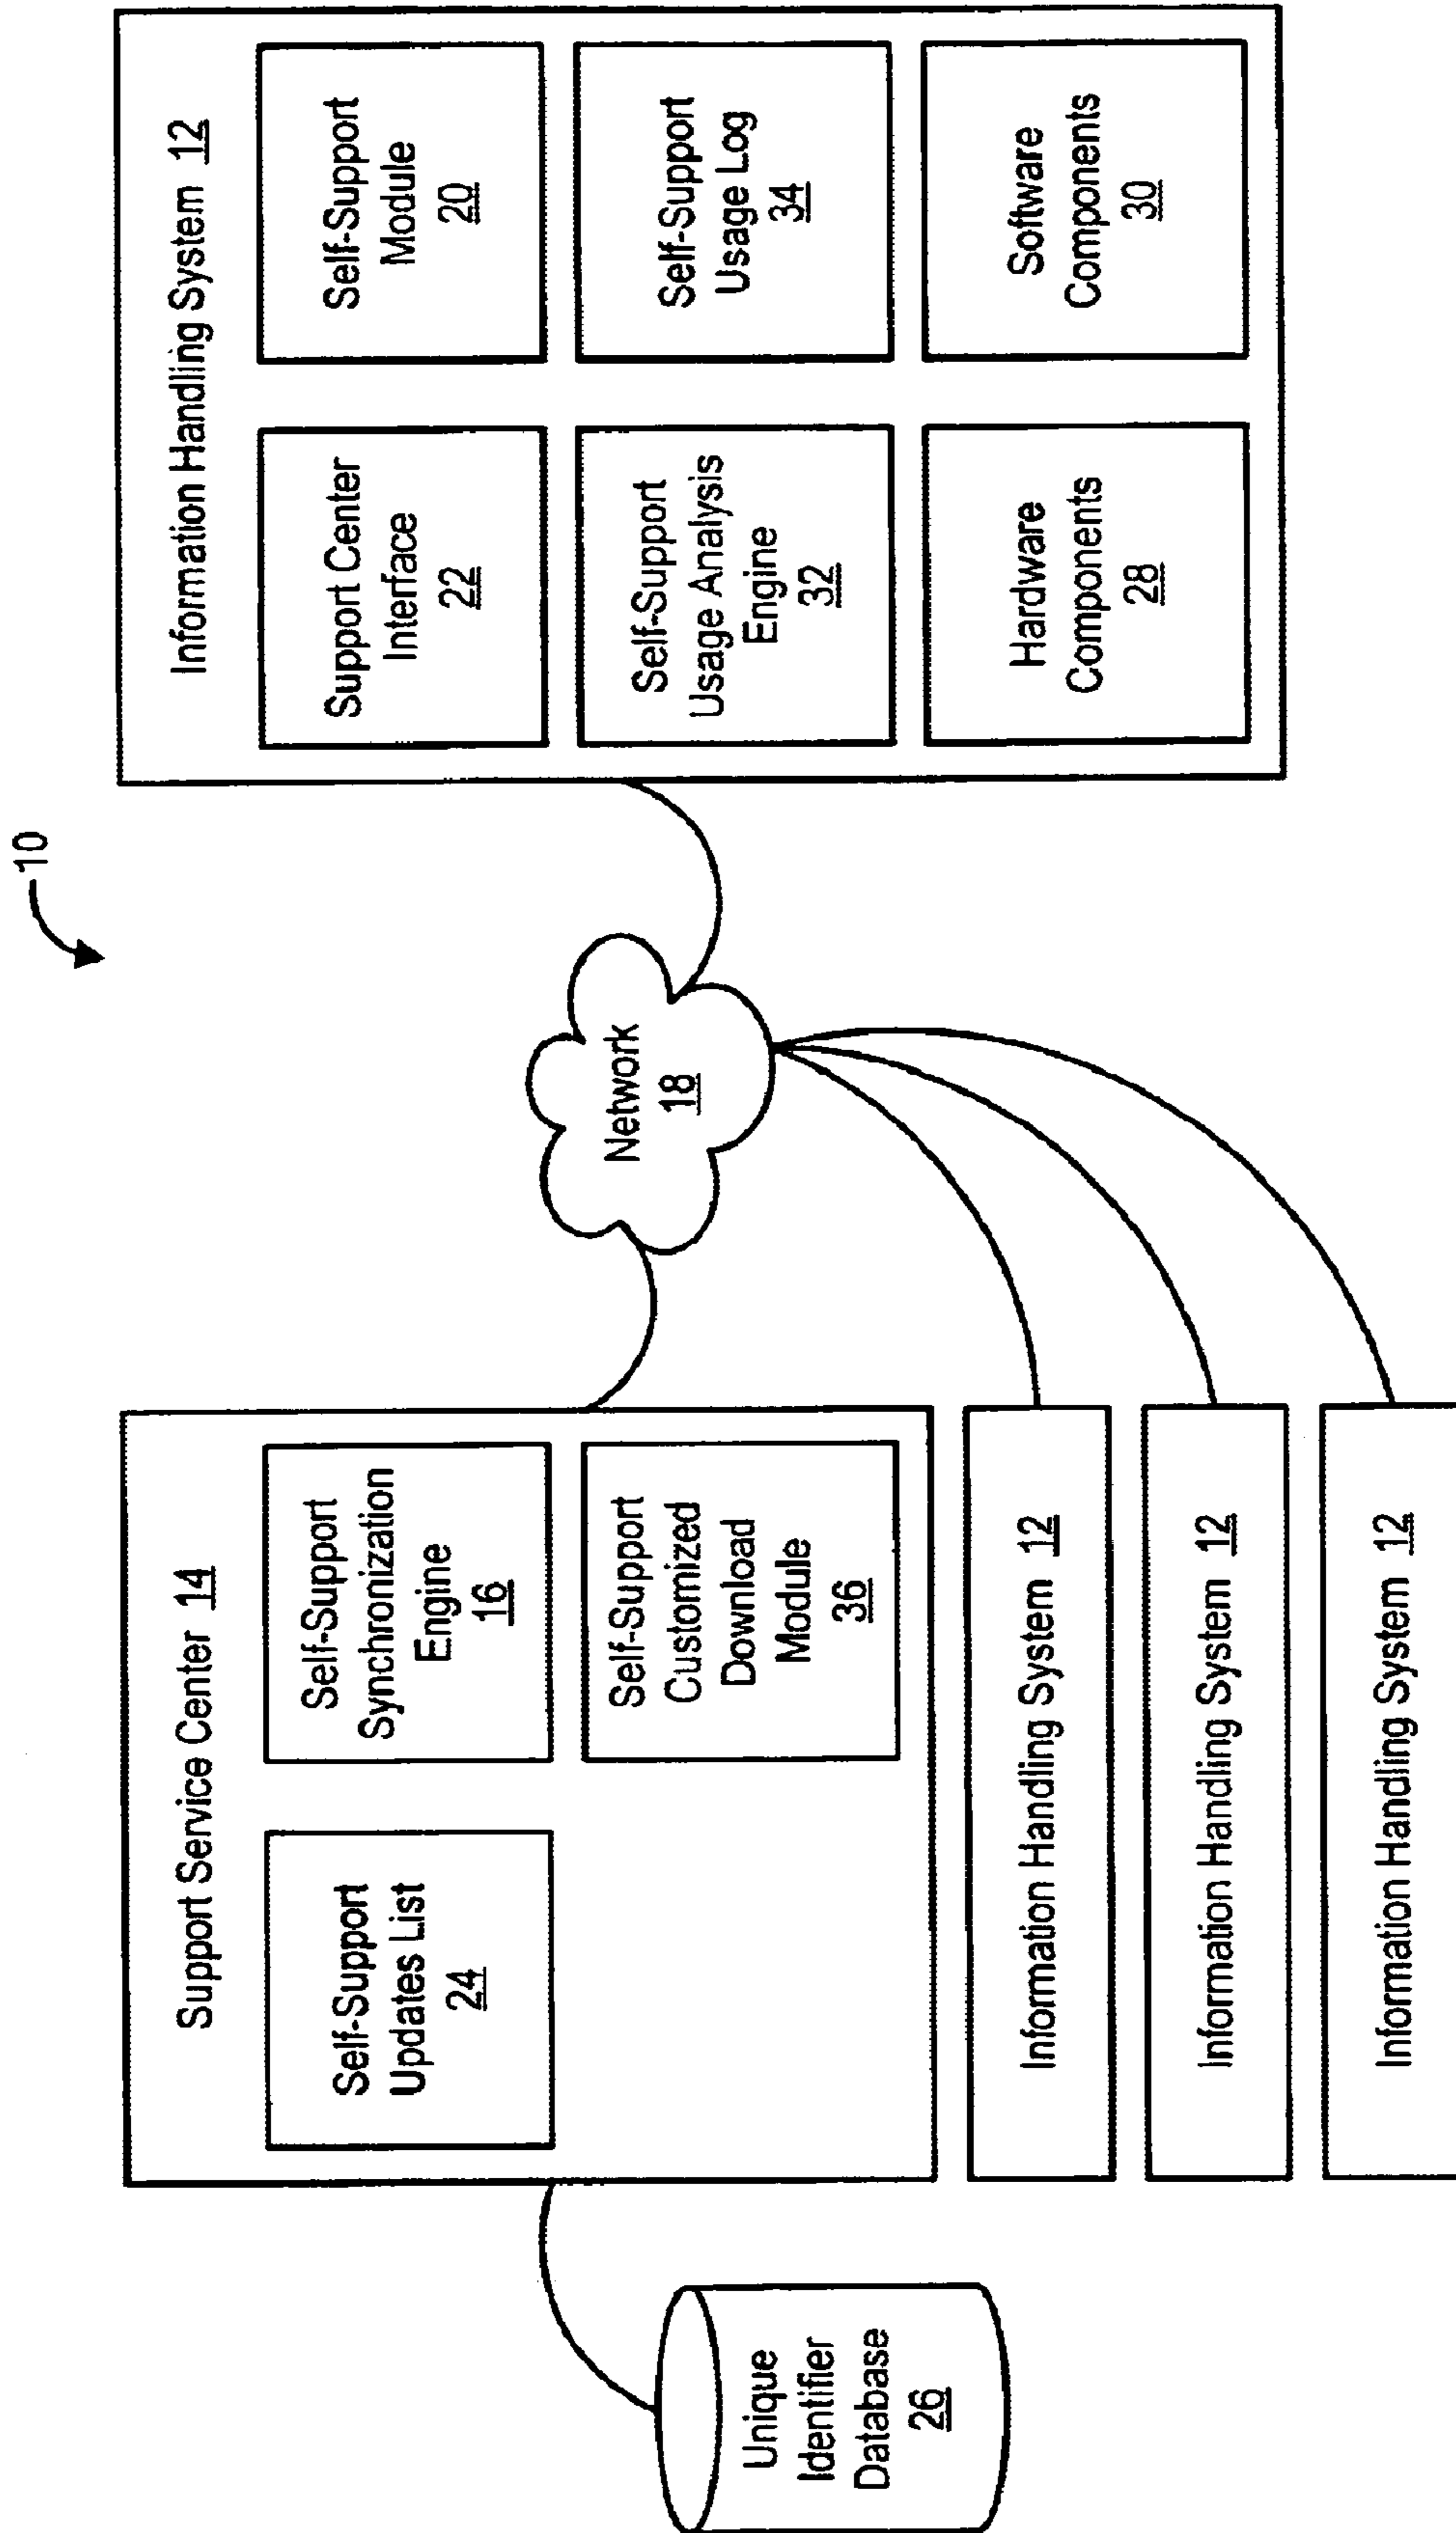 10
Support Service Center 14
Self-Support
Updates List
24
Self-Support
Synchronization
Engine
16
Self-Support
Customized
Download
Module
36
Unique
Identifier
Database
26
Information Handling System 12
Information Handling System 12
Information Handling System 12
Network
18
Information Handling System 12
Support Center
Interface
22
Self-Support
Module
20
Self-Support
Usage Analysis
Engine
32
Self-Support
Usage Log
34
Hardware
Components
28
Software
Components
30